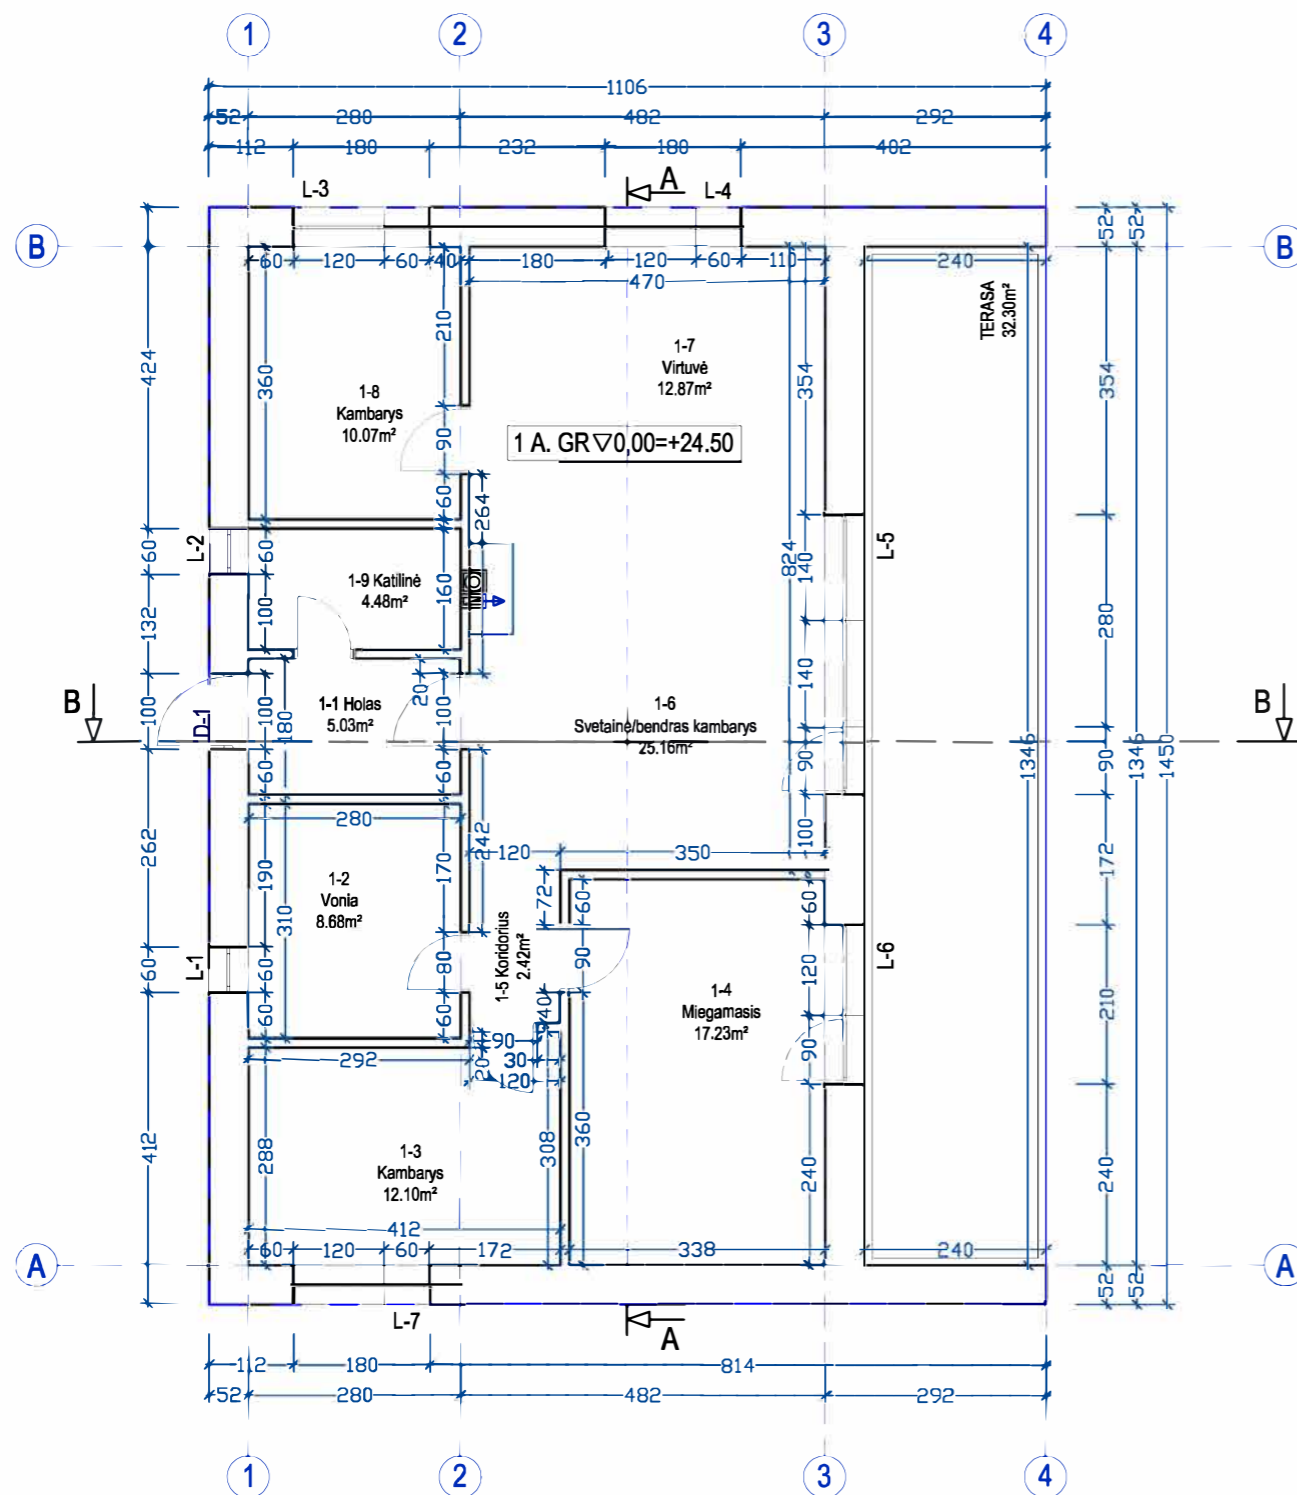 1 2 3 4
1106
52 280 482 292
112 180 232 180 402
L-3 A L-4
B B
60 120 60 40 180 120 60 110 240
470
52 52
TERASA
32.30m²
424
360
210
1-8
Kambarys
10.07m²
90
60
1-7
Virtuvė
12.87m²
354
354
1 A. GR▽0,00=+24.50
264
824
L-2
60
60
132
100
1-9 Katilinė
4.48m²
160
L-5
140
140
280
B B
100
D-1
100
180
1-1 Holas
5.03m²
20
100
60
60
1-6
Svetainė/bendras kambarys
25.16m²
90
90
1346
1346
1450
262
280
190
310
1-2
Vonia
8.68m²
170
242
120 350
100
172
72
60
60
L-1
60
60
60
80
60
1-5 Koridorius
2.42m²
90
40
L-6
120
90
210
1-4
Miegamasis
17.23m²
292
90
30
20
120
412
288
1-3
Kambarys
12.10m²
308
360
240
240
412
60 120 60 172 338 240
A A
52 52
L-7 A
112 180 814
52 280 482 292
1 2 3 4